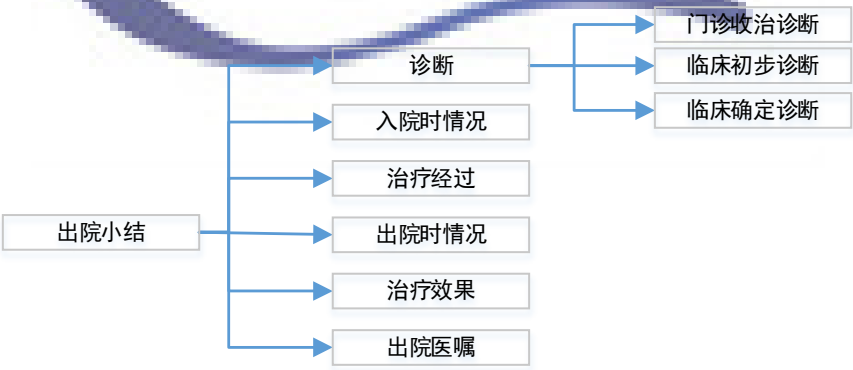 出院小结
诊断
入院时情况
治疗经过
出院时情况
治疗效果
出院医嘱
门诊收治诊断
临床初步诊断
临床确定诊断